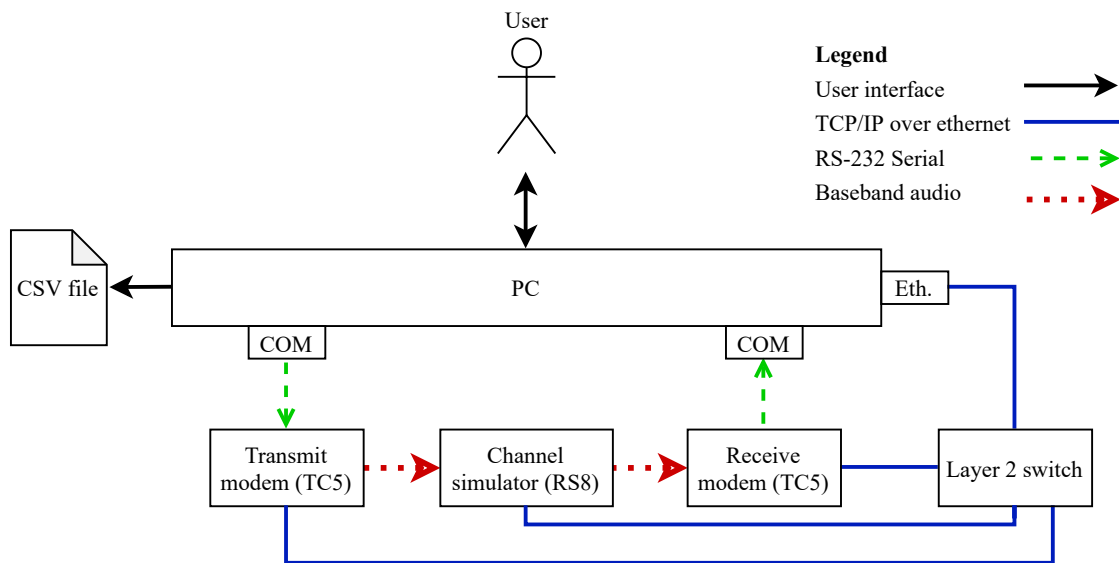 User
Legend
User interface
TCP/IP over ethernet
RS-232 Serial
Baseband audio
CSV file
PC
Eth.
COM
COM
Transmit
modem (TC5)
Channel
simulator (RS8)
Receive
modem (TC5)
Layer 2 switch